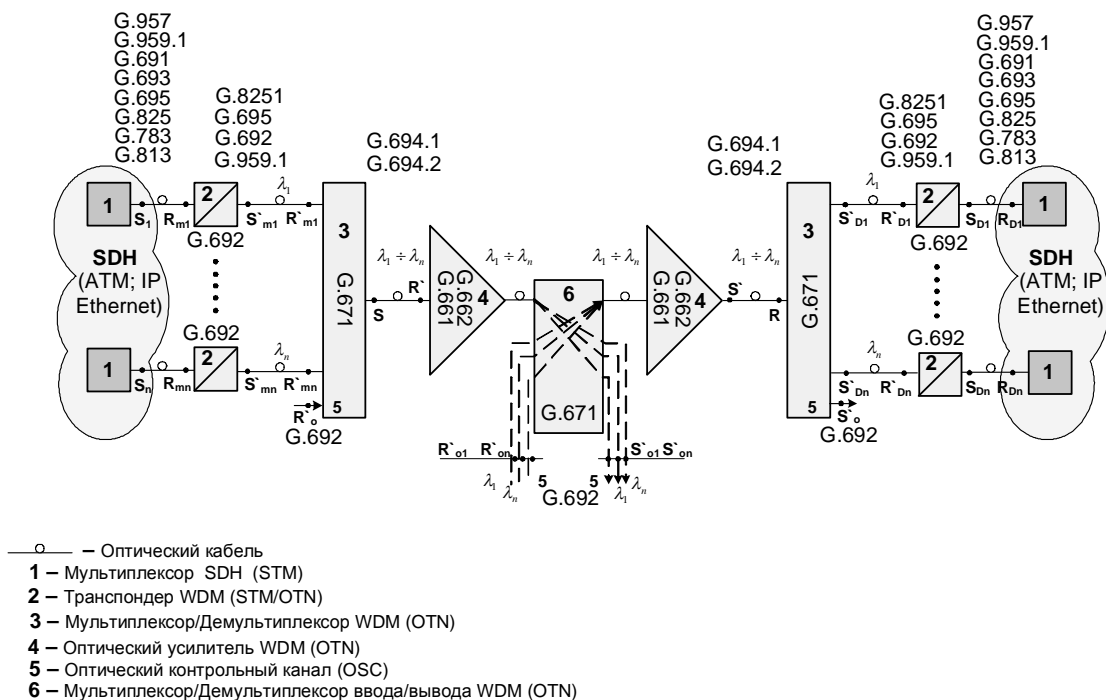 G.957
G.959.1
G.691
G.693
G.695
G.825
G.783
G.813
G.8251
G.695
G.692
G.959.1
G.694.1
G.694.2
G.694.1
G.694.2
G.8251
G.695
G.692
G.959.1
G.957
G.959.1
G.691
G.693
G.695
G.825
G.783
G.813
1
S1
Rm1
2
S`m1
λ1
R`m1
G.692
SDH
(ATM; IP
Ethernet)
G.692
1
Sn
Rmn
2
S`mn
λn
R`mn
R`o
G.692
3
G.671
5
S
λ1 ÷ λn
R`
G.661
G.662
4
λ1 ÷ λn
6
G.671
R`o1 R`on
λ1 λn
5
5
G.692
S`o1 S`on
λ1 λn
λ1 ÷ λn
G.661
G.662
4
S`
λ1 ÷ λn
R
3
G.671
5
S`D1
λ1
R`D1
2
SD1
RD1
1
G.692
SDH
(ATM; IP
Ethernet)
G.692
S`Dn
λn
R`Dn
2
SDn
RDn
1
S`o
G.692
– Оптический кабель
1 – Мультиплексор SDH (STM)
2 – Транспондер WDM (STM/OTN)
3 – Мультиплексор/Демультиплексор WDM (OTN)
4 – Оптический усилитель WDM (OTN)
5 – Оптический контрольный канал (OSC)
6 – Мультиплексор/Демультиплексор ввода/вывода WDM (OTN)